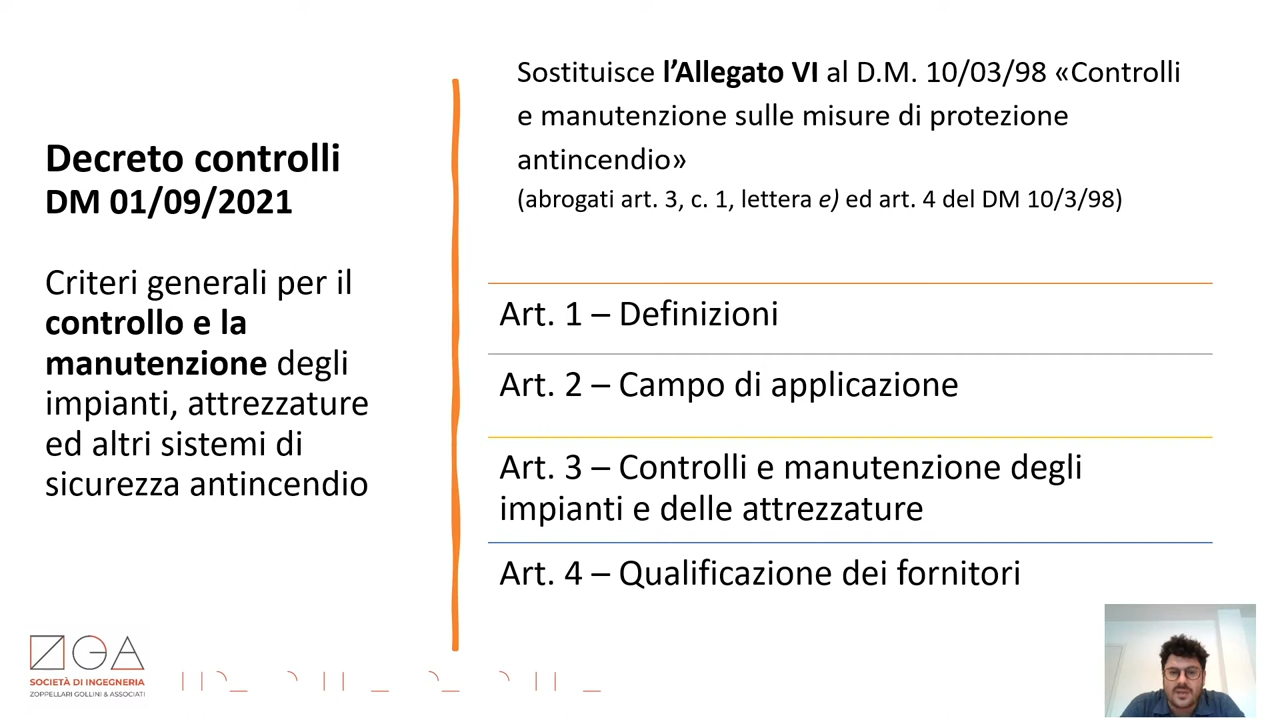 Decreto controlli
DM 01/09/2021
Criteri generali per il
controllo e la
manutenzione degli
impianti, attrezzature
ed altri sistemi di
sicurezza antincendio
Sostituisce l’Allegato VI al D.M. 10/03/98 «Controlli
e manutenzione sulle misure di protezione
antincendio»
(abrogati art. 3, c. 1, lettera e) ed art. 4 del DM 10/3/98)
Art. 1 – Definizioni
Art. 2 – Campo di applicazione
Art. 3 – Controlli e manutenzione degli
impianti e delle attrezzature
Art. 4 – Qualificazione dei fornitori
ZGA
SOCIETÀ DI INGEGNERIA
ZOPPELLARI GOLLINI & ASSOCIATI